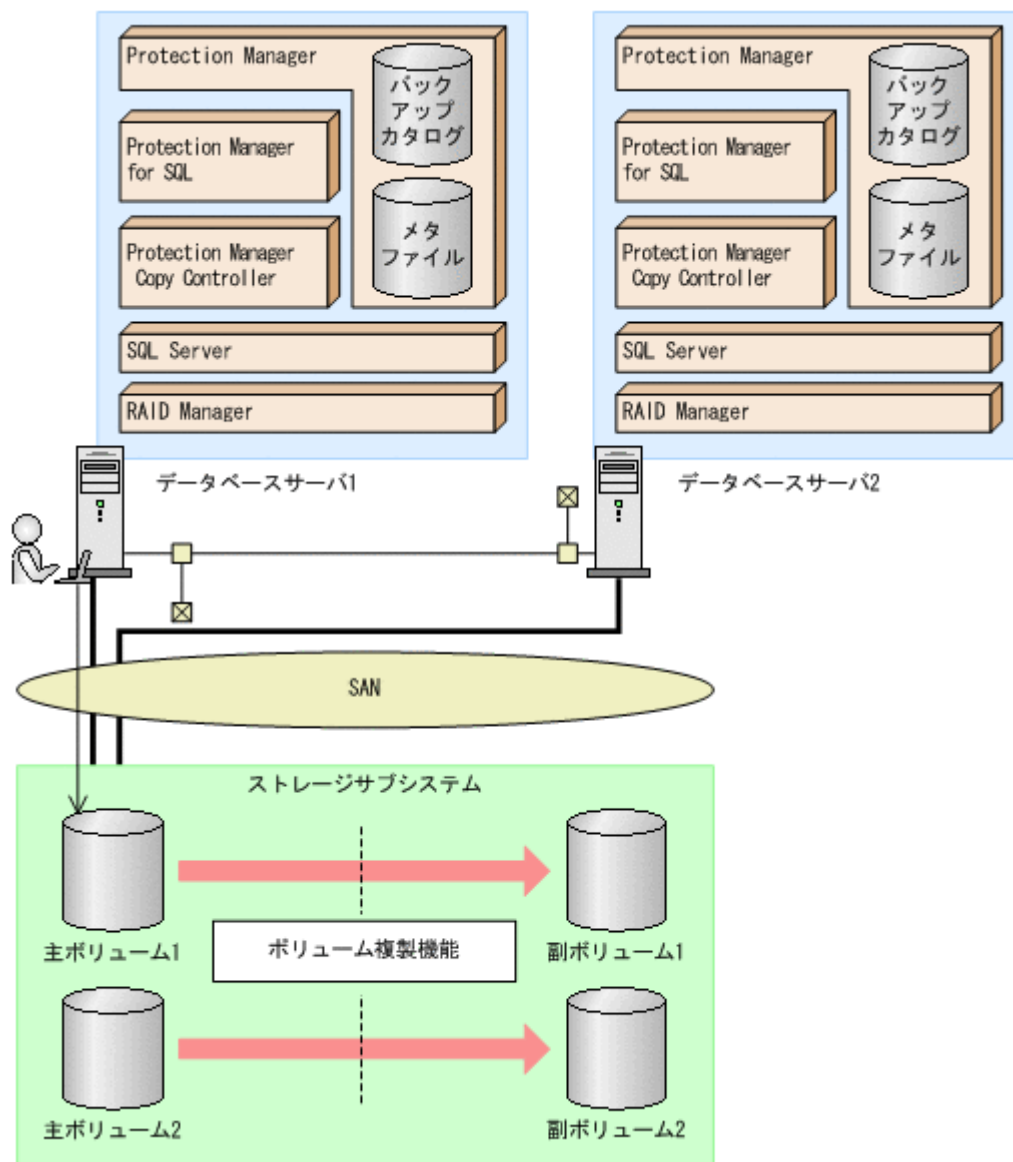 Protection Manager
バック
アップ
カタログ
Protection Manager
for SQL
メタ
ファイル
Protection Manager
Copy Controller
SQL Server
RAID Manager
データベースサーバ1
Protection Manager
バック
アップ
カタログ
Protection Manager
for SQL
メタ
ファイル
Protection Manager
Copy Controller
SQL Server
RAID Manager
データベースサーバ2
SAN
ストレージサブシステム
主ボリューム1
ボリューム複製機能
副ボリューム1
主ボリューム2
副ボリューム2